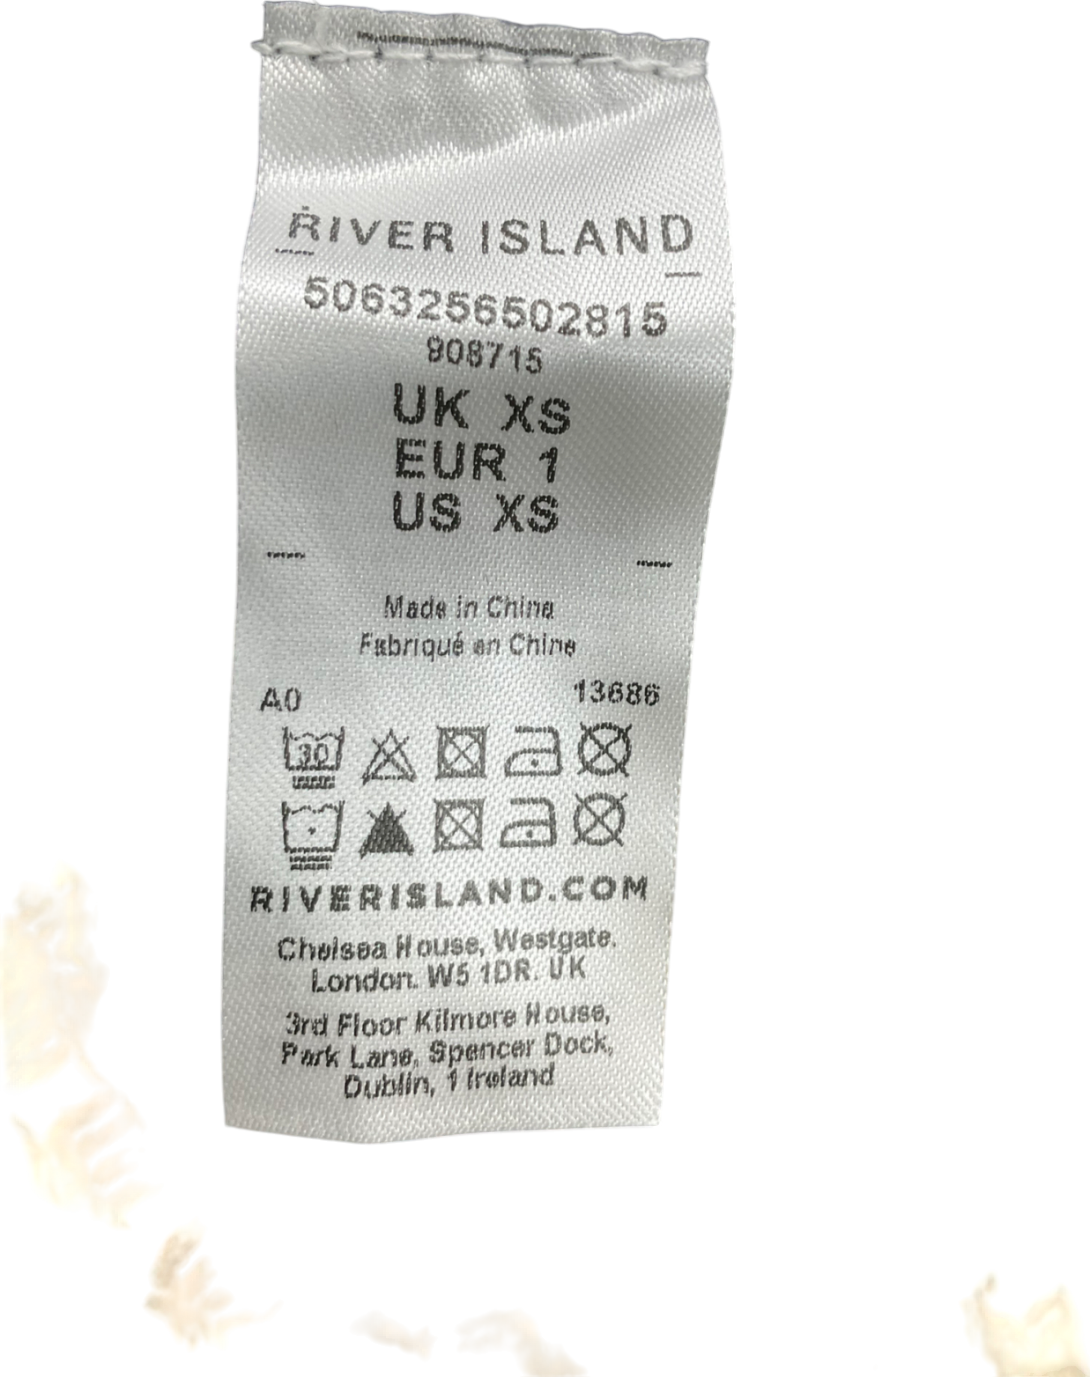 RIVER ISLAND
5063256502815
908715
UK XS
EUR 1
US XS
Made in China
Fabriqué en Chine
A0 13686
30
RIVERISLAND.COM
Chelsea House, Westgate.
London. W5 1DR. UK
3rd Floor Kilmore House,
Park Lane, Spencer Dock,
Dublin, 1 Ireland